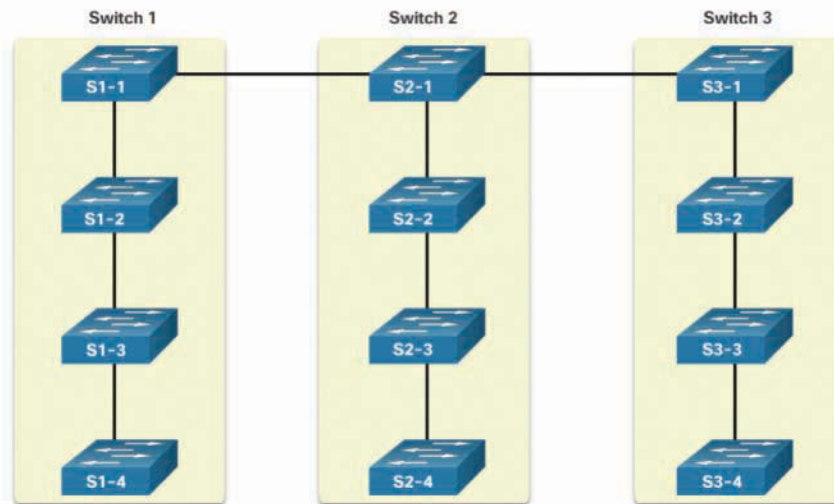 Switch 1
Switch 2
Switch 3
S1-1
S2-1
S3-1
S1-2
S2-2
S3-2
S1-3
S2-3
S3-3
S1-4
S2-4
S3-4